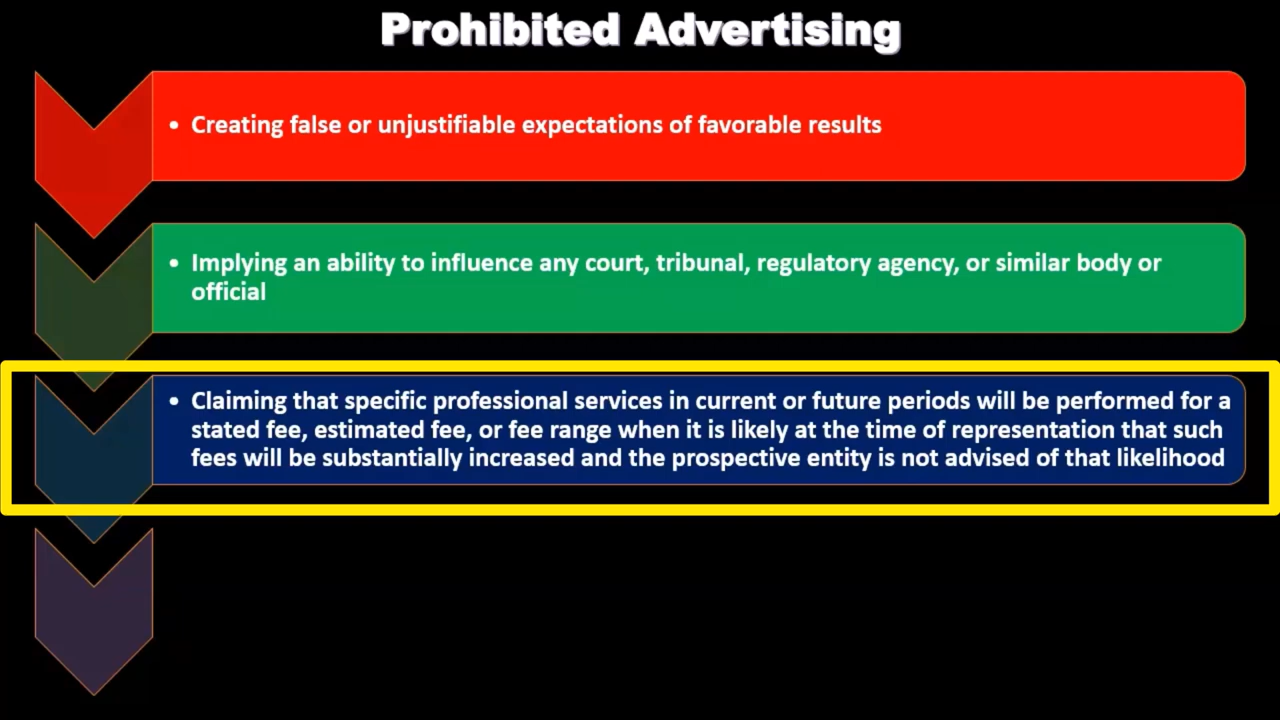 Prohibited Advertising
• Creating false or unjustifiable expectations of favorable results
• Implying an ability to influence any court, tribunal, regulatory agency, or similar body or
official
• Claiming that specific professional services in current or future periods will be performed for a
stated fee, estimated fee, or fee range when it is likely at the time of representation that such
fees will be substantially increased and the prospective entity is not advised of that likelihood